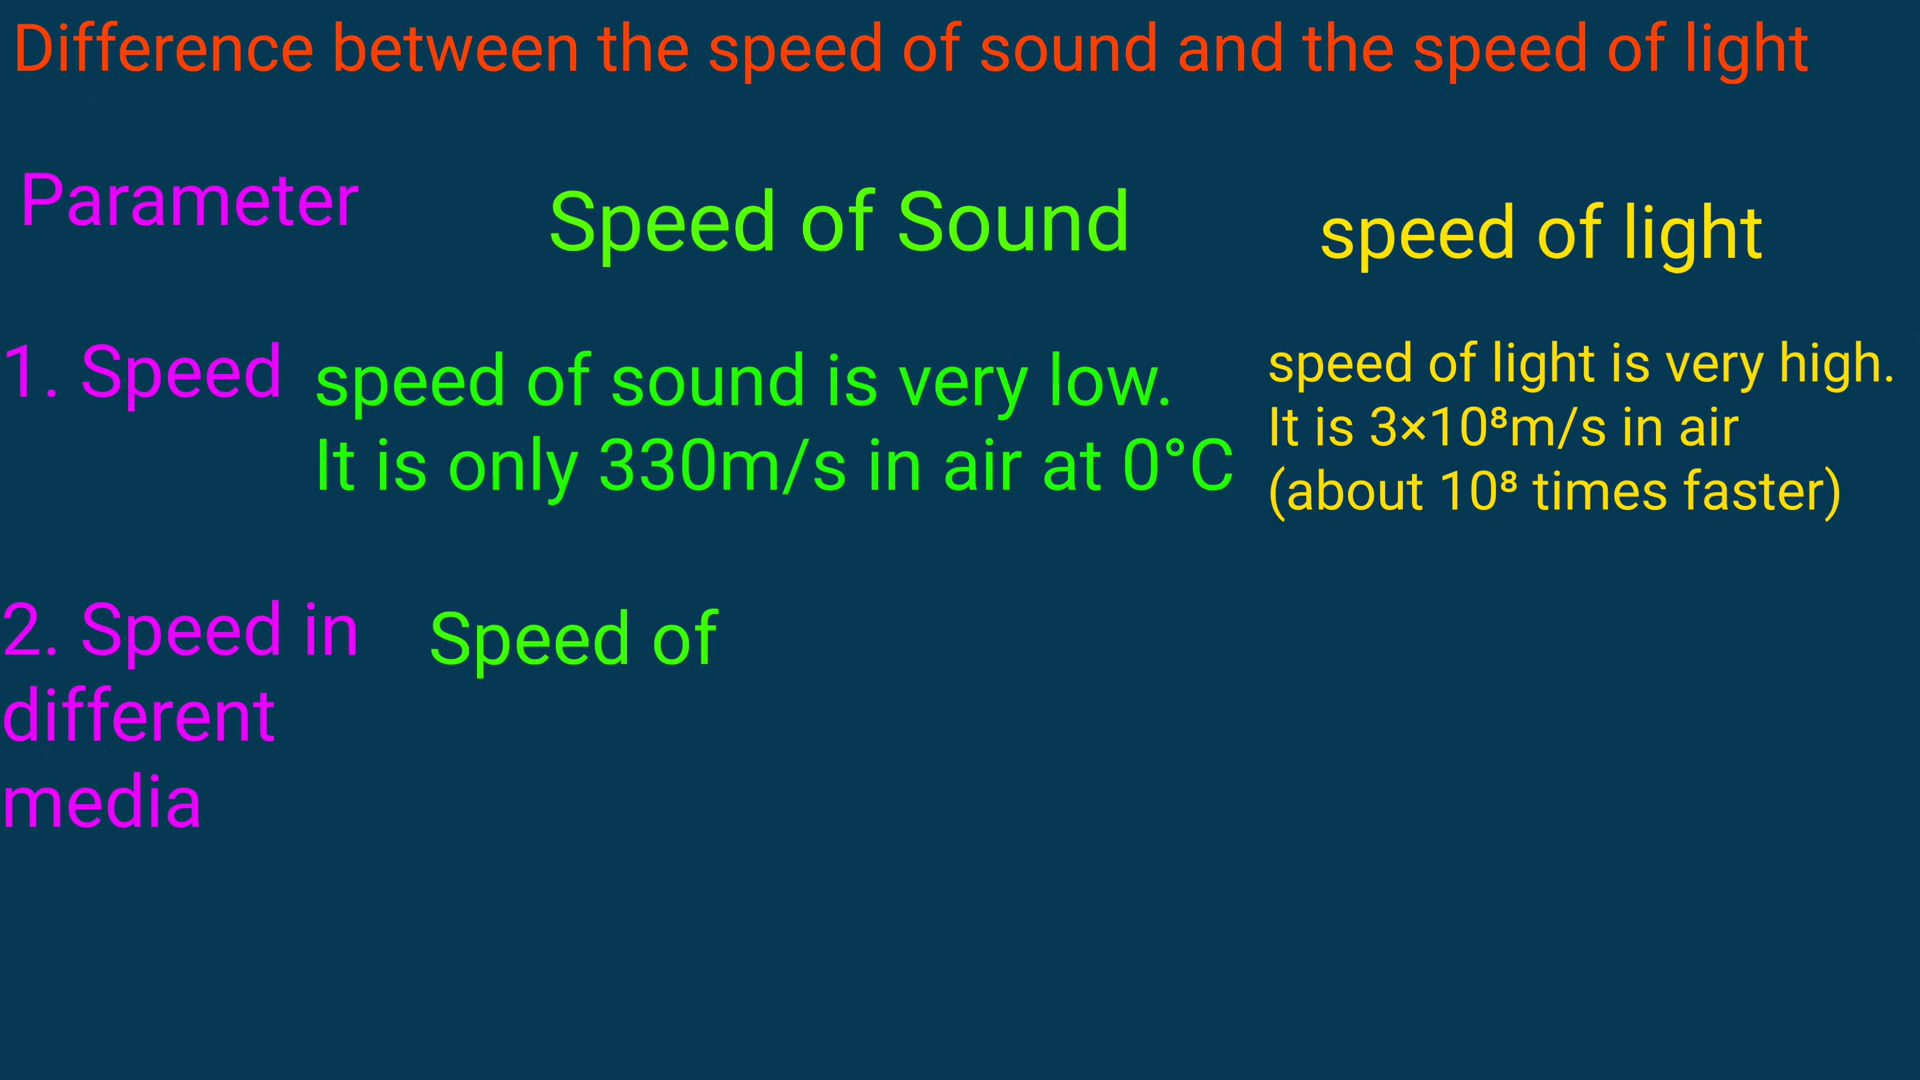 Difference between the speed of sound and the speed of light
Parameter
Speed of Sound
speed of light
1. Speed
speed of sound is very low.
It is only 330m/s in air at 0°C
speed of light is very high.
It is 3×10⁸m/s in air
(about 10⁸ times faster)
2. Speed in
different
media
Speed of